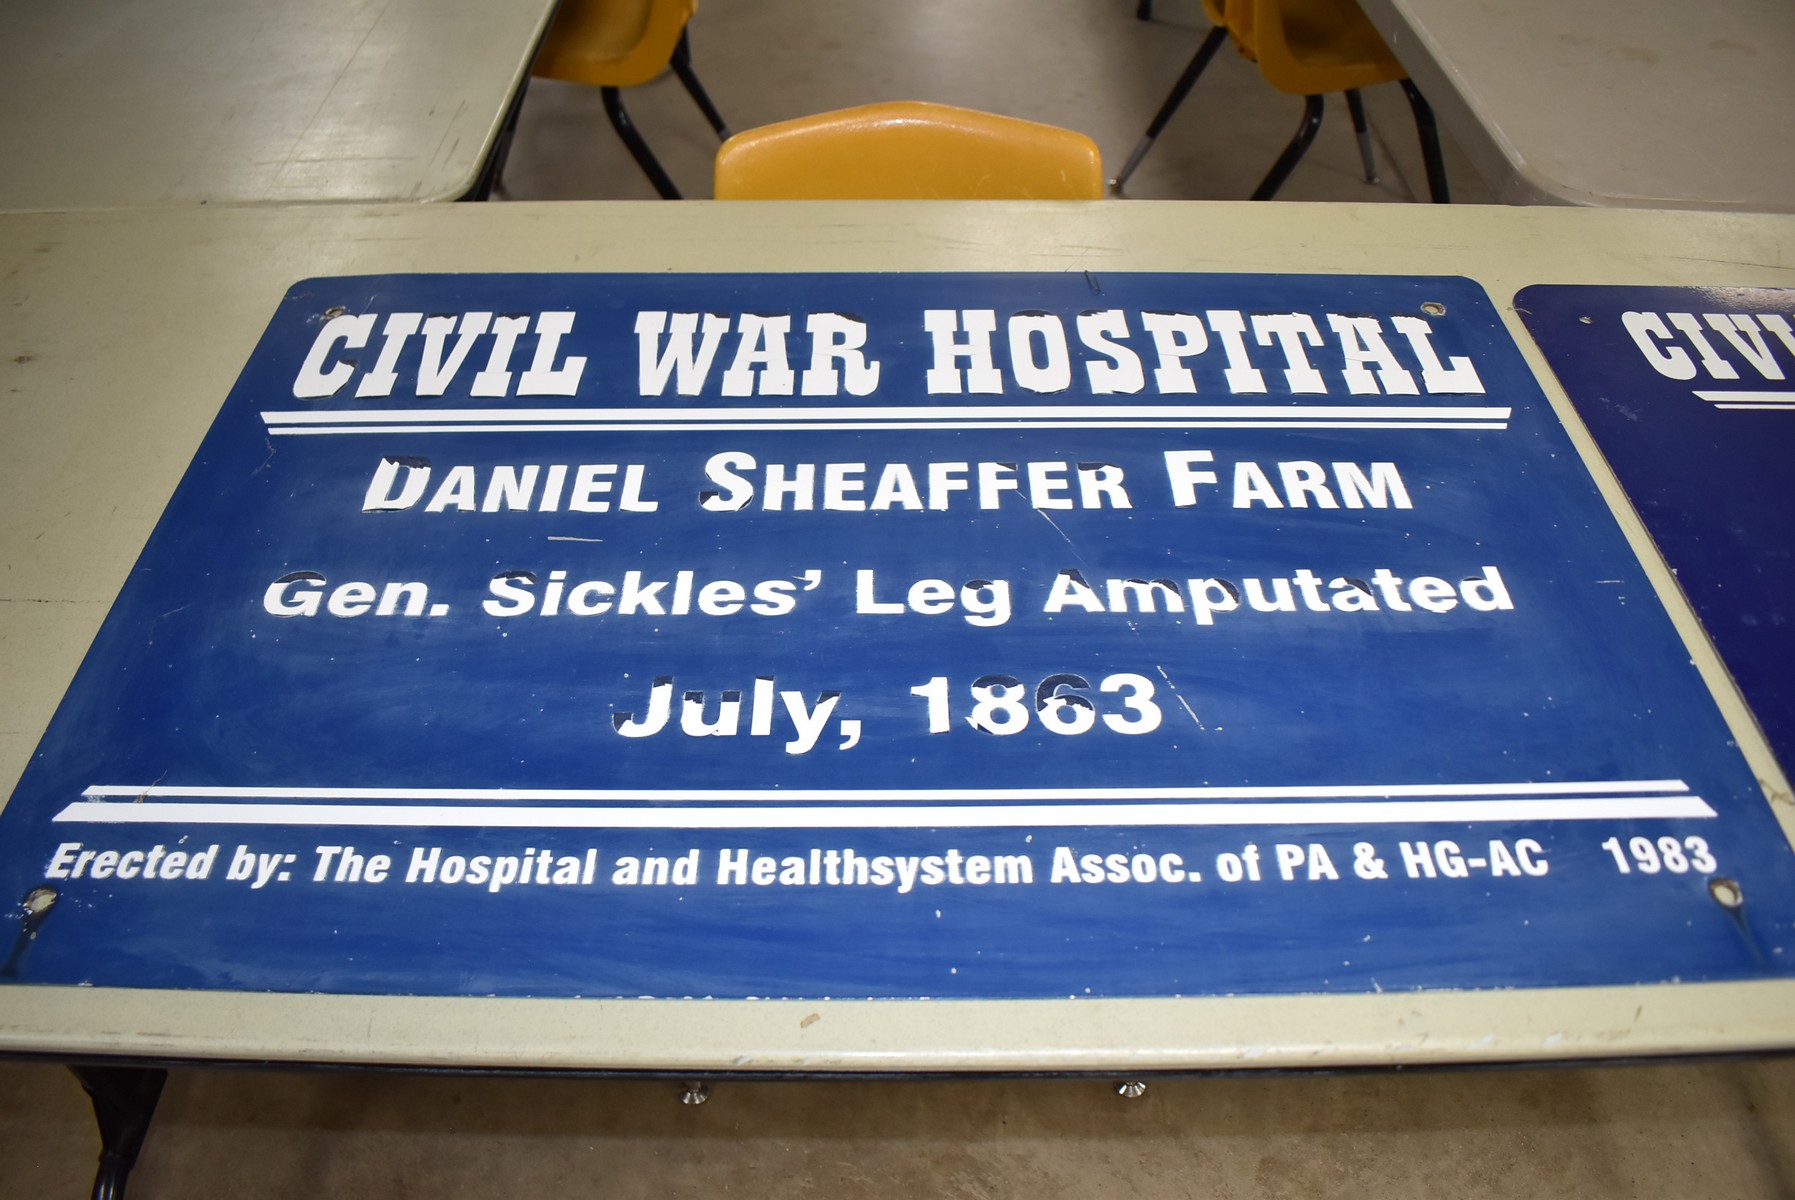 CIVIL WAR HOSPITAL
DANIEL SHEAFFER FARM
Gen. Sickles' Leg Amputated
July, 1863
Erected by: The Hospital and Healthsystem Assoc. of PA & HG-AC 1983